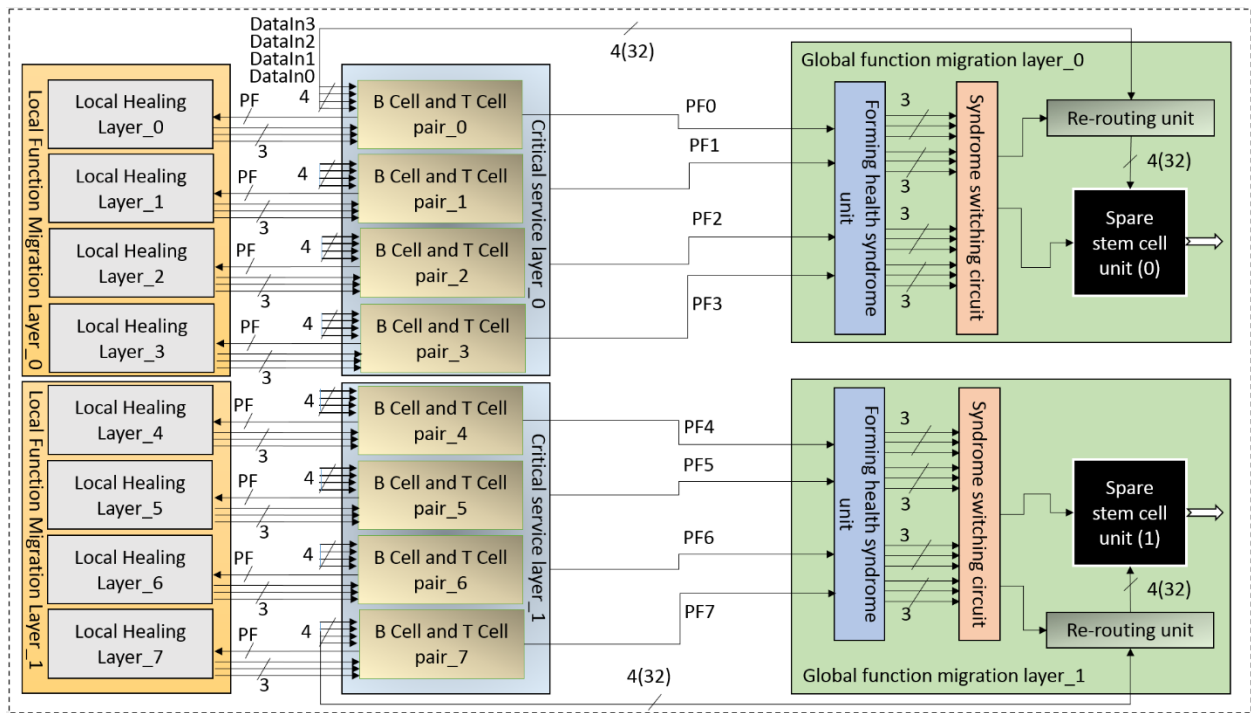 DataIn3
DataIn2
DataIn1
DataIn0
4(32)
Local Function Migration Layer_0
Local Healing
Layer_0
PF
3
4
B Cell and T Cell
pair_0
Local Healing
Layer_1
PF
3
4
B Cell and T Cell
pair_1
Local Healing
Layer_2
PF
3
4
B Cell and T Cell
pair_2
Local Healing
Layer_3
PF
3
4
B Cell and T Cell
pair_3
Critical service layer_0
PF0
PF1
PF2
PF3
Global function migration layer_0
Forming health syndrome
unit
3
3
3
3
Syndrome switching circuit
Re-routing unit
4(32)
Spare
stem cell
unit (0)
Local Function Migration Layer_1
Local Healing
Layer_4
PF
3
4
B Cell and T Cell
pair_4
Local Healing
Layer_5
PF
3
4
B Cell and T Cell
pair_5
Local Healing
Layer_6
PF
3
4
B Cell and T Cell
pair_6
Local Healing
Layer_7
PF
3
4
B Cell and T Cell
pair_7
Critical service layer_1
PF4
PF5
PF6
PF7
4(32)
Forming health syndrome
unit
3
3
3
3
Syndrome switching circuit
Spare
stem cell
unit (1)
4(32)
Re-routing unit
Global function migration layer_1